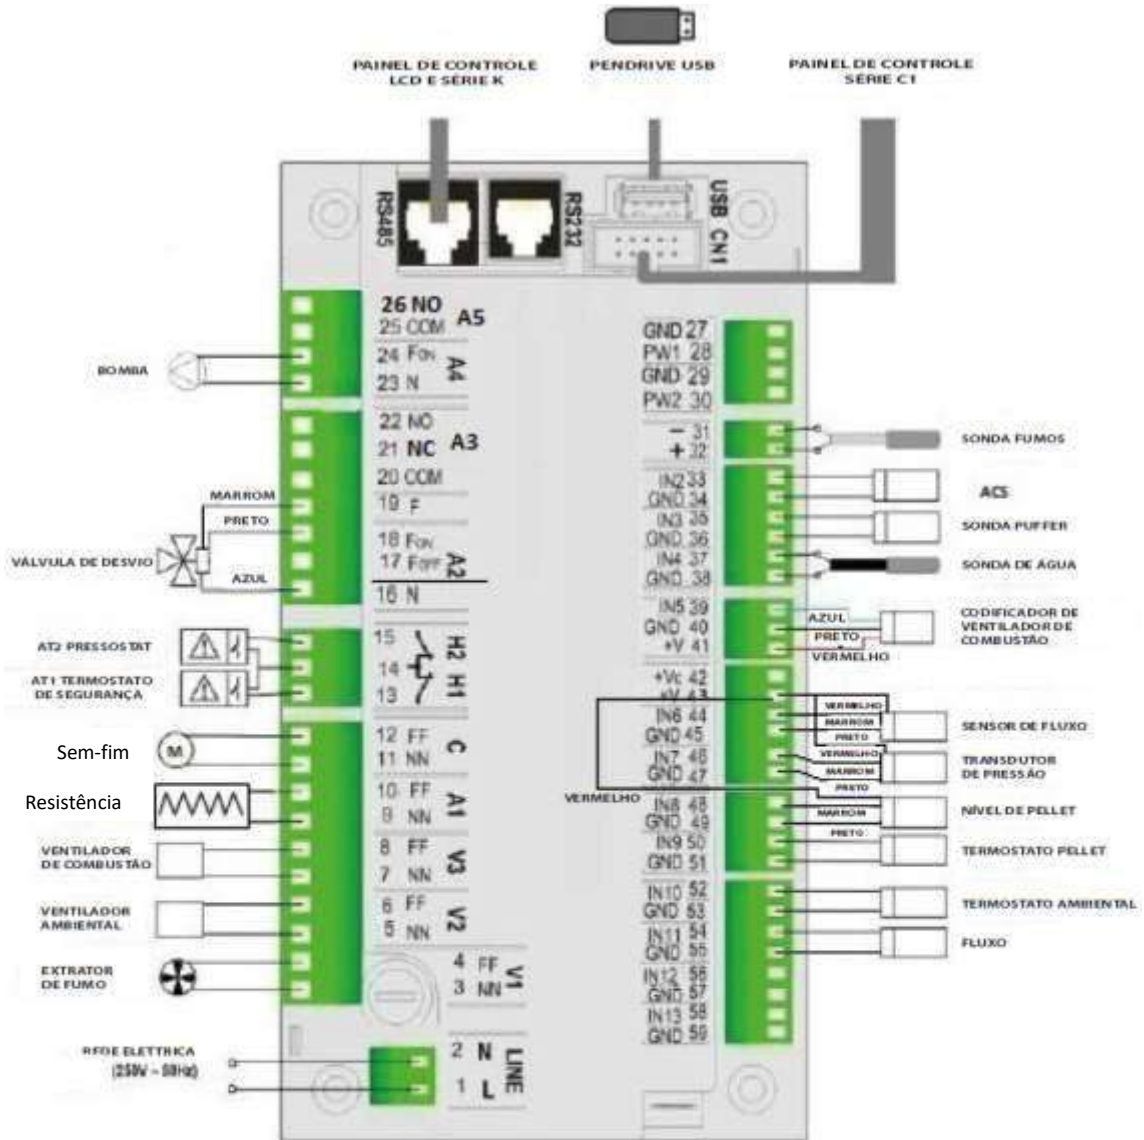 PAINEL DE CONTROLE
LCD E SÉRIE K
PENDRIVE USB
PAINEL DE CONTROLE
SÉRIE C1
RS485
RS232
USB CN1
26 NO
25 COM
A5
24 FON
23 N
A4
22 NO
21 NC
A3
20 COM
19 F
18 FON
17 FOFF
A2
16 N
15
H2
14
H1
13
12 FF
C
11 NN
10 FF
A1
9 NN
8 FF
V3
7 NN
6 FF
V2
5 NN
4 FF
V1
3 NN
2 N
LINE
1 L
BOMBA
MARROM
PRETO
VÁLVULA DE DESVIO
AZUL
AT2 PRESSOSTAT
AT1 TERMOSTATO
DE SEGURANÇA
Sem-fim
M
Resistência
VENTILADOR
DE COMBUSTÃO
VENTILADOR
AMBIENTAL
EXTRATOR
DE FUMO
REDE ELETTRICA
(250V ~ 50Hz)
GND 27
PW1 28
GND 29
PW2 30
- 31
+ 32
IN2 33
GND 34
IN3 35
GND 36
IN4 37
GND 38
IN5 39
GND 40
+V 41
+Vc 42
+V 43
IN6 44
GND 45
IN7 46
GND 47
IN8 48
GND 49
IN9 50
GND 51
IN10 52
GND 53
IN11 54
GND 55
IN12 56
GND 57
IN13 58
GND 59
SONDA FUMOS
ACS
SONDA PUFFER
SONDA DE ÁGUA
AZUL
PRETO
VERMELHO
CODIFICADOR DE
VENTILADOR DE
COMBUSTÃO
VERMELHO
MARROM
PRETO
SENSOR DE FLUXO
VERMELHO
MARROM
PRETO
TRANSDUTOR
DE PRESSÃO
VERMELHO
MARROM
PRETO
NÍVEL DE PELLET
TERMOSTATO PELLET
TERMOSTATO AMBIENTAL
FLUXO